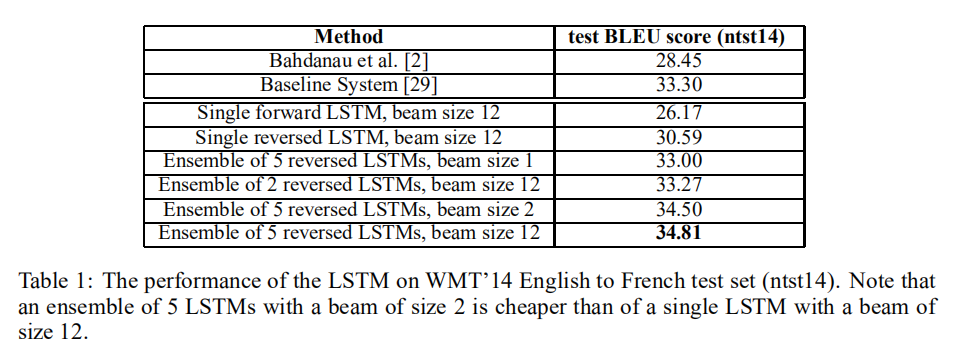 Method test BLEU score (ntst14)
Bahdanau et al. [2] 28.45
Baseline System [29] 33.30
Single forward LSTM, beam size 12 26.17
Single reversed LSTM, beam size 12 30.59
Ensemble of 5 reversed LSTMs, beam size 1 33.00
Ensemble of 2 reversed LSTMs, beam size 12 33.27
Ensemble of 5 reversed LSTMs, beam size 2 34.50
Ensemble of 5 reversed LSTMs, beam size 12 34.81
Table 1: The performance of the LSTM on WMT’14 English to French test set (ntst14). Note that
an ensemble of 5 LSTMs with a beam of size 2 is cheaper than of a single LSTM with a beam of
size 12.